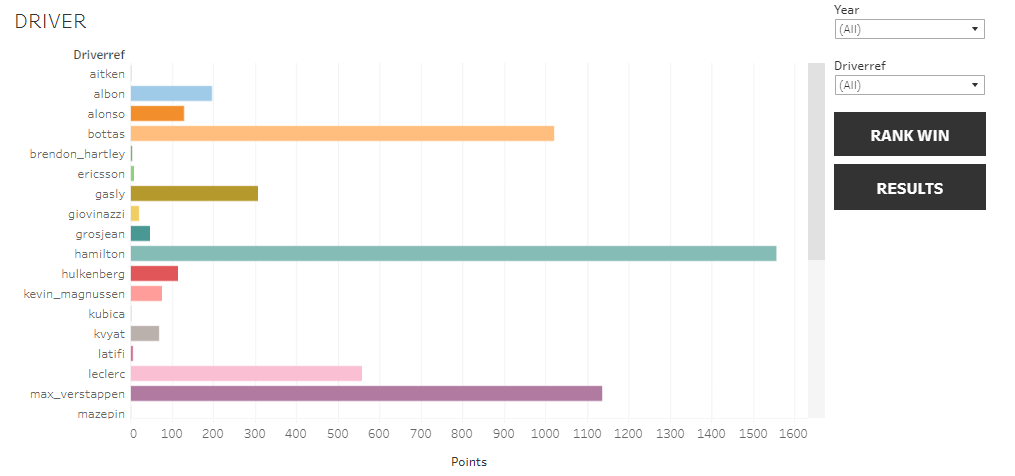 DRIVER
Driverref
aitken
albon
alonso
bottas
brendon_hartley
ericsson
gasly
giovinazzi
grosjean
hamilton
hulkenberg
kevin_magnussen
kubica
kvyat
latifi
leclerc
max_verstappen
mazepin
0 100 200 300 400 500 600 700 800 900 1000 1100 1200 1300 1400 1500 1600
Points
Year
(All)
Driverref
(All)
RANK WIN
RESULTS